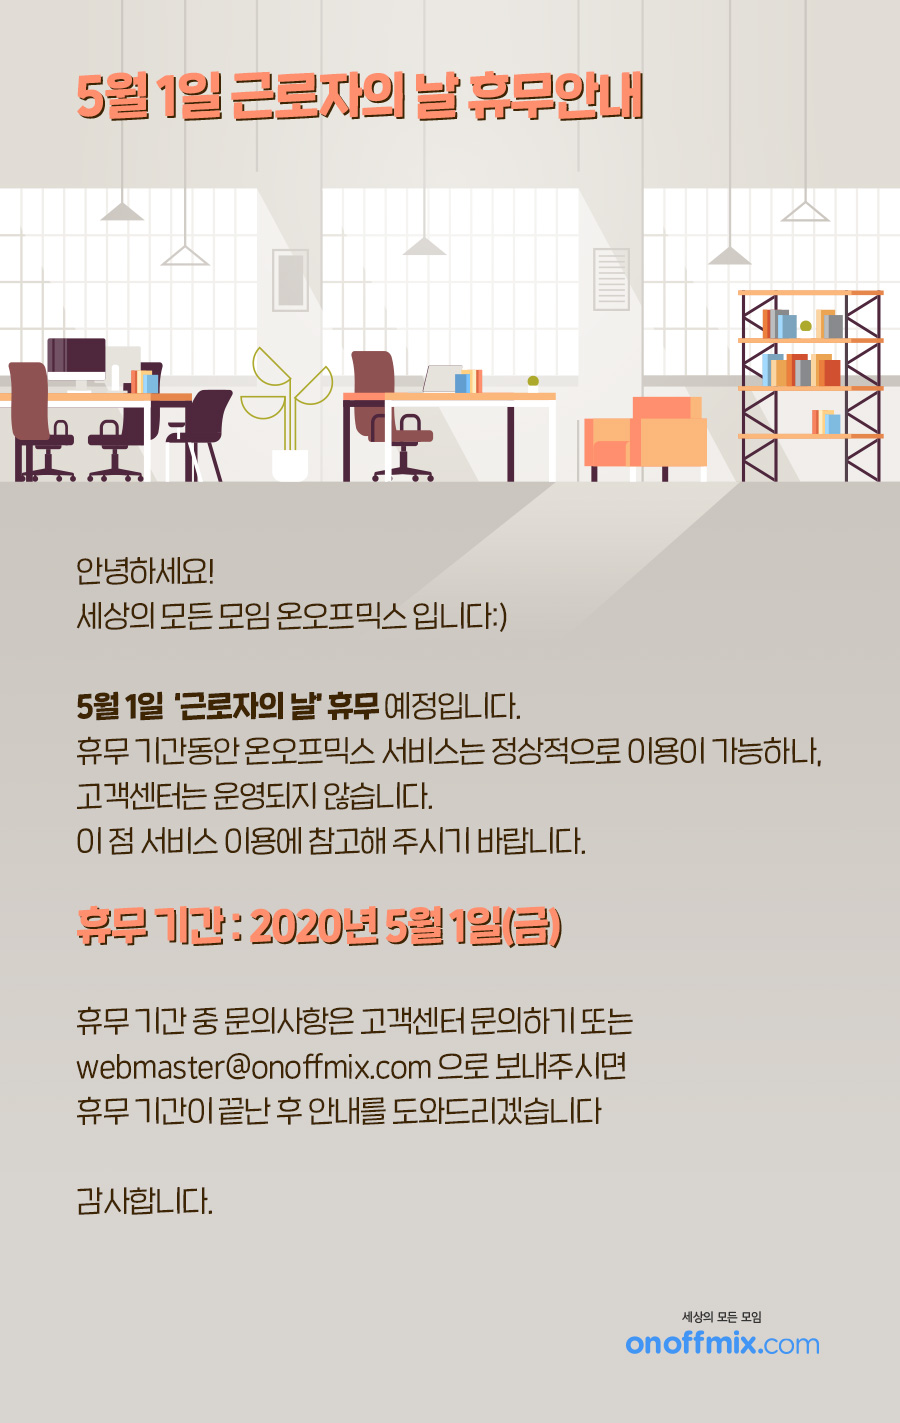 5월 1일 근로자의 날 휴무안내
안녕하세요!
세상의 모든 모임 온오프믹스 입니다:)
5월 1일 '근로자의 날' 휴무 예정입니다.
휴무 기간동안 온오프믹스 서비스는 정상적으로 이용이 가능하나,
고객센터는 운영되지 않습니다.
이 점 서비스 이용에 참고해 주시기 바랍니다.
휴무 기간 : 2020년 5월 1일(금)
휴무 기간 중 문의사항은 고객센터 문의하기 또는
webmaster@onoffmix.com 으로 보내주시면
휴무 기간이 끝난 후 안내를 도와드리겠습니다
감사합니다.
세상의 모든 모임
onoffmix.com